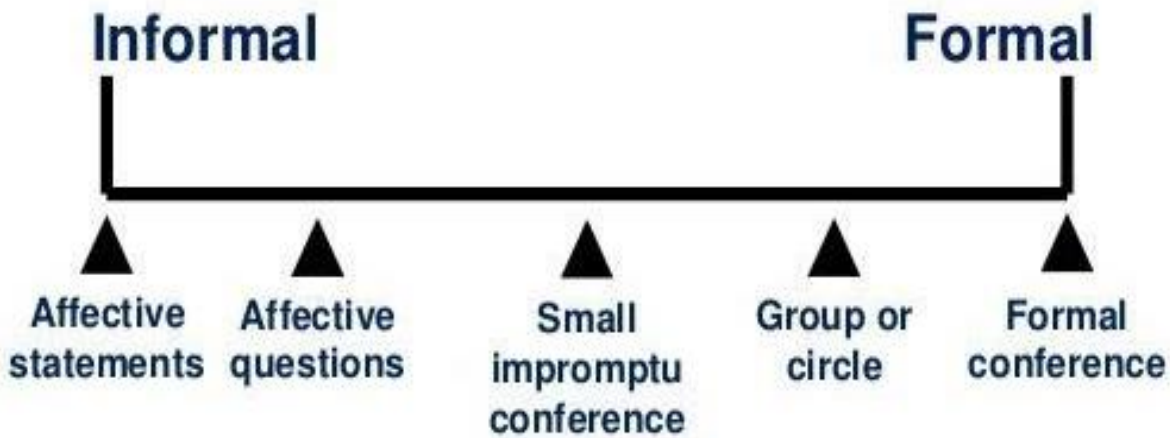 Informal
Formal
Affective
statements
Affective
questions
Small
impromptu
conference
Group or
circle
Formal
conference